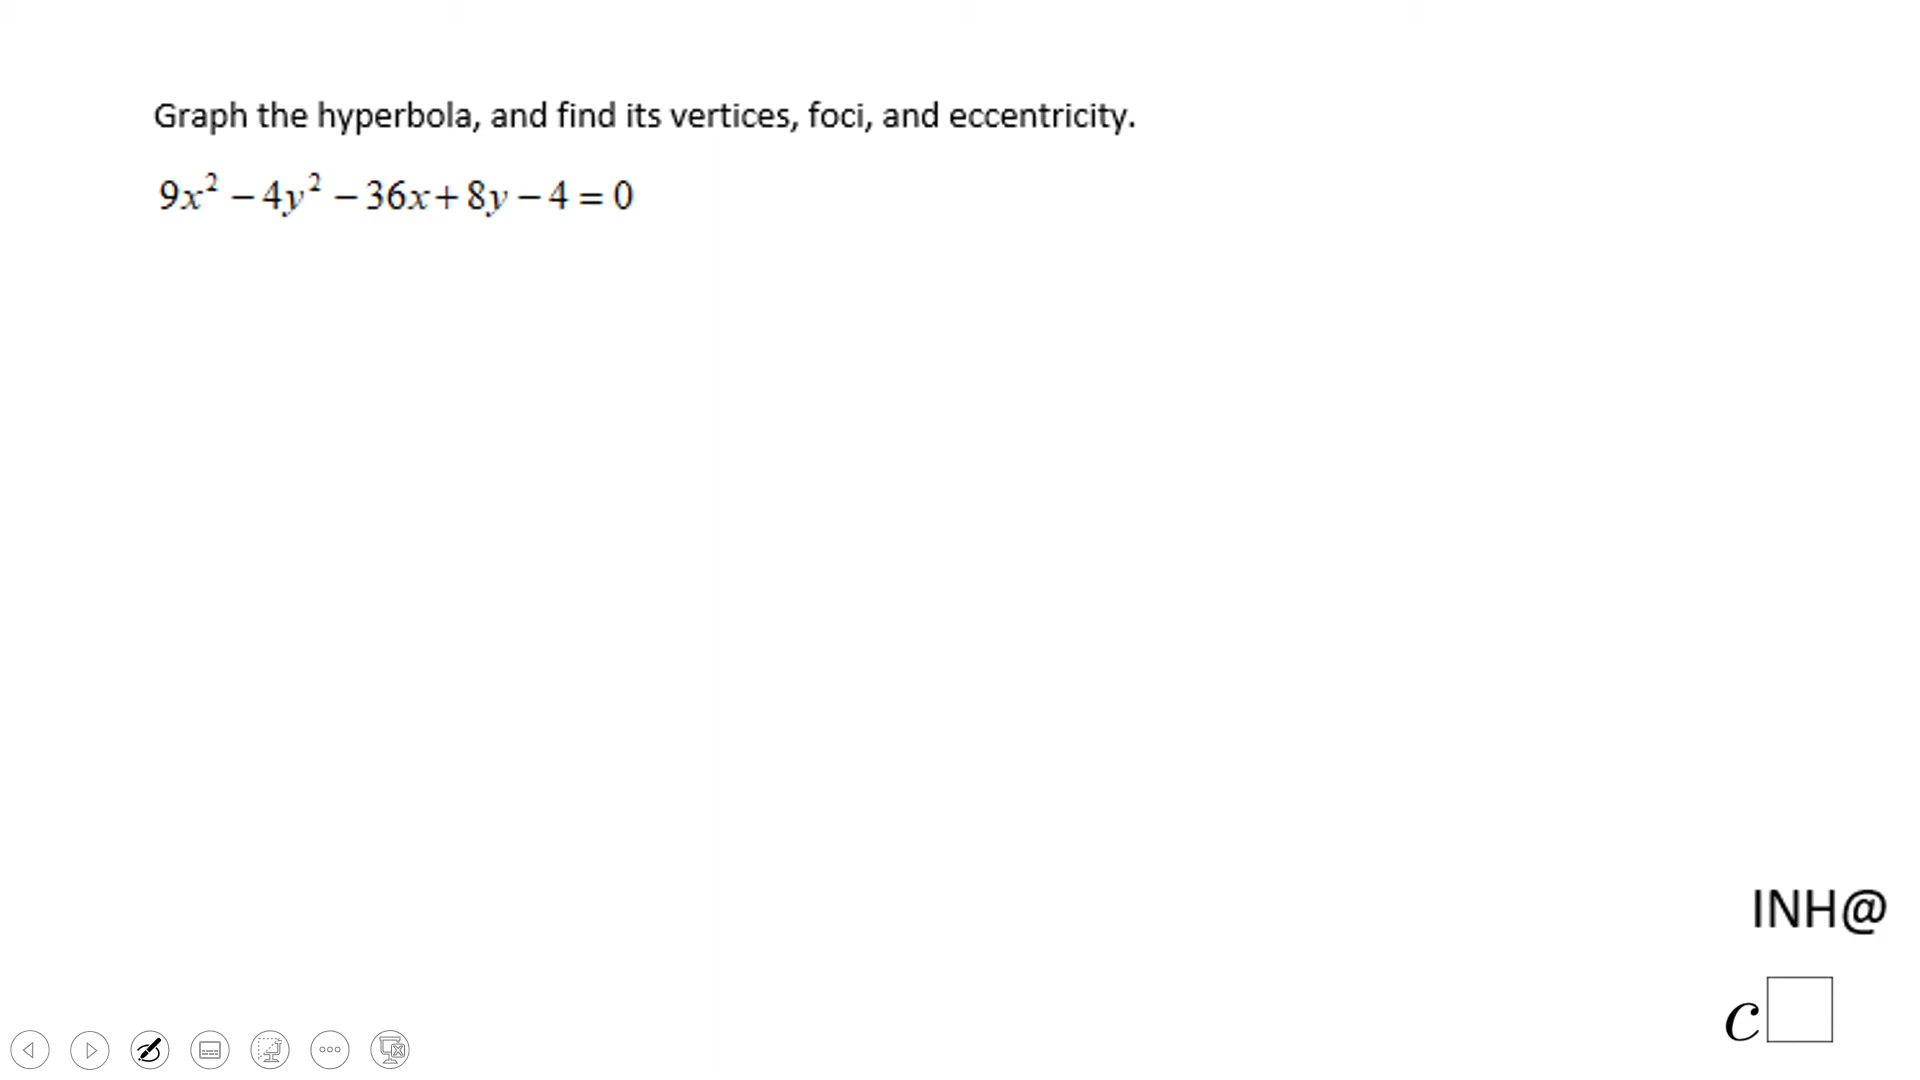 Graph the hyperbola, and find its vertices, foci, and eccentricity.
9x² − 4y² − 36x + 8y − 4 = 0
INH@
c